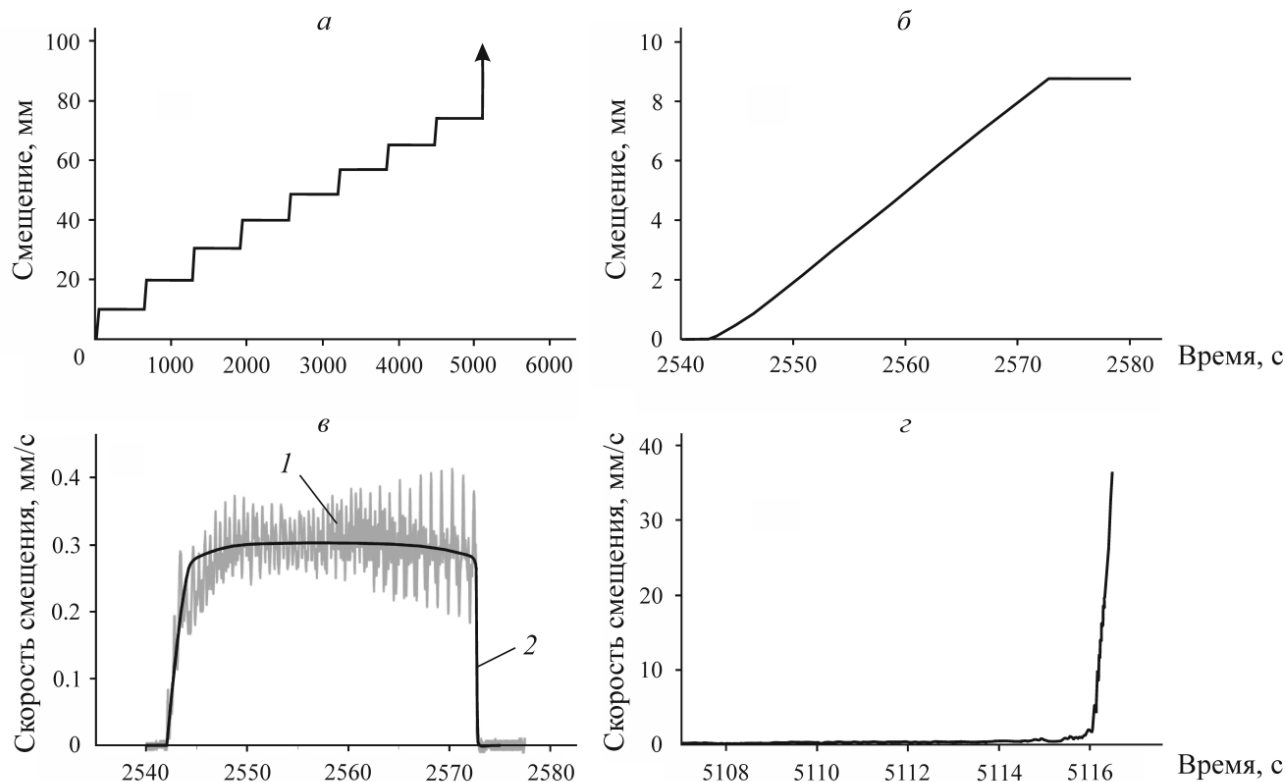 а
Смещение, мм
100
80
60
40
20
0
1000 2000 3000 4000 5000 6000
б
Смещение, мм
10
8
6
4
2
0
2540 2550 2560 2570 2580
Время, с
в
Скорость смещения, мм/с
0.4
0.3
0.2
0.1
0
1
2
2540 2550 2560 2570 2580
г
Скорость смещения, мм/с
40
30
20
10
0
5108 5110 5112 5114 5116
Время, с